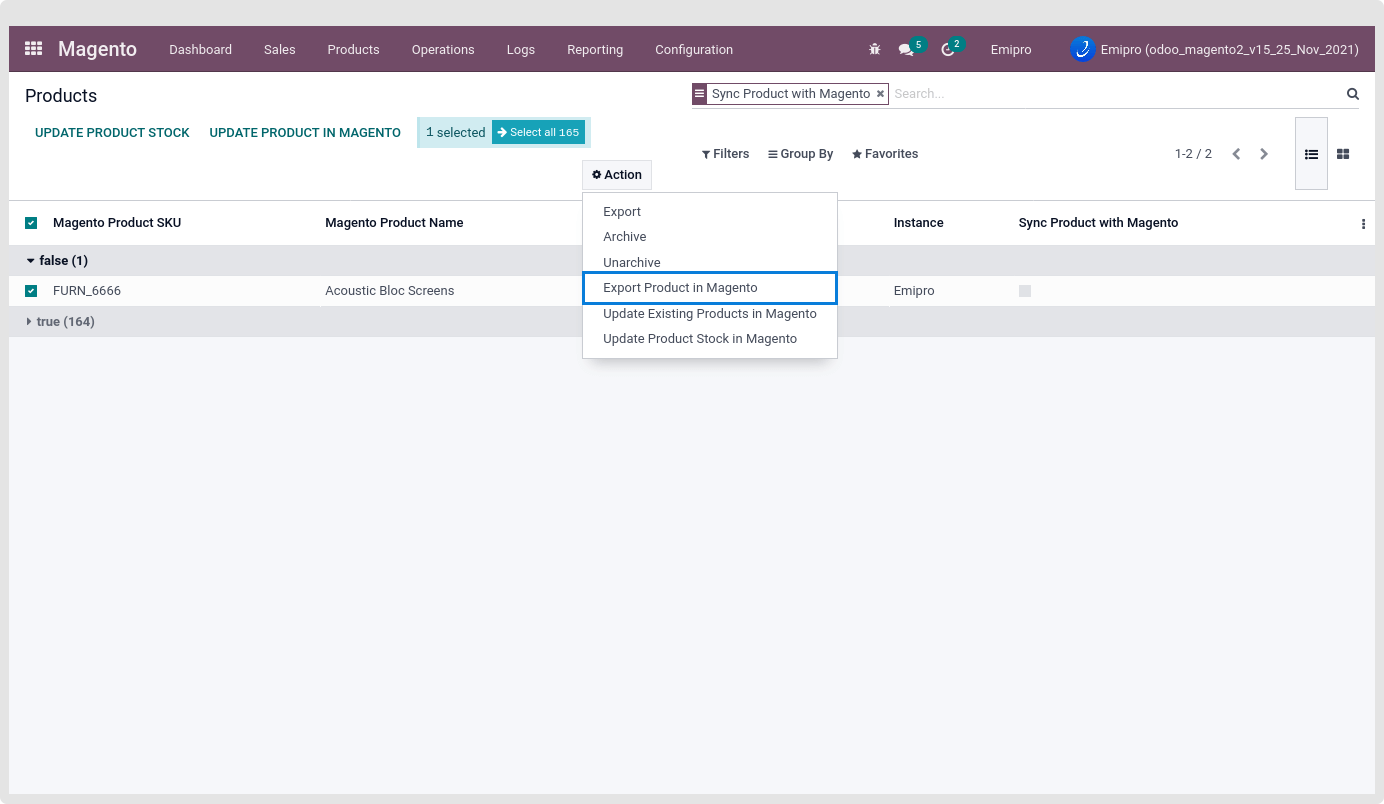 Magento Dashboard Sales Products Operations Logs Reporting Configuration 5 2 Emipro Emipro (odoo_magento2_v15_25_Nov_2021)
Products
Sync Product with Magento Search...
UPDATE PRODUCT STOCK UPDATE PRODUCT IN MAGENTO 1 selected Select all 165
Filters Group By Favorites 1-2 / 2
Action
Export
Archive
Unarchive
Export Product in Magento
Update Existing Products in Magento
Update Product Stock in Magento
Magento Product SKU Magento Product Name Instance Sync Product with Magento
false (1)
FURN_6666 Acoustic Bloc Screens Emipro
true (164)